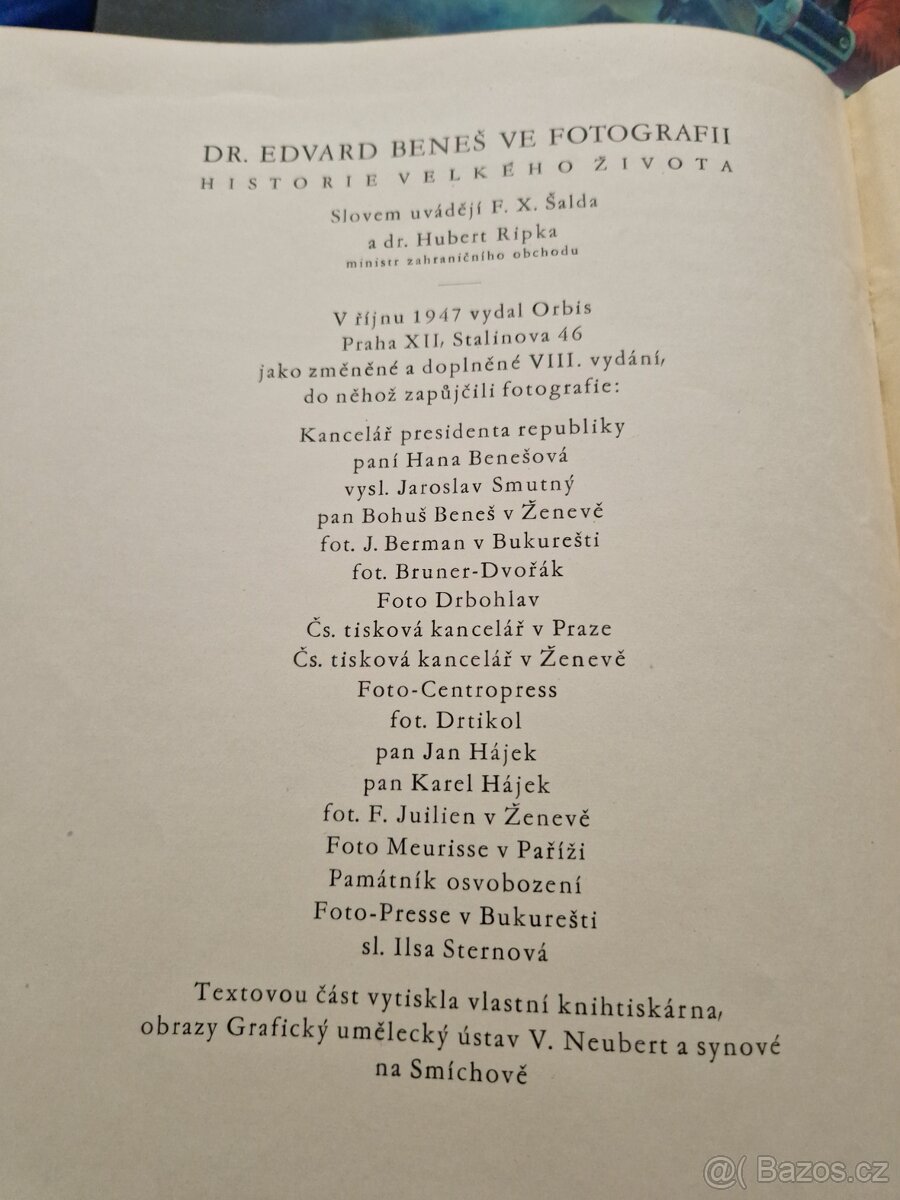 DR. EDVARD BENEŠ VE FOTOGRAFII
HISTORIE VELKÉHO ŽIVOTA
Slovem uvádějí F. X. Šalda
a dr. Hubert Ripka
ministr zahraničního obchodu
V říjnu 1947 vydal Orbis
Praha XII, Stalinova 46
jako změněné a doplněné VIII. vydání,
do něhož zapůjčili fotografie:
Kancelář presidenta republiky
paní Hana Benešová
vysl. Jaroslav Smutný
pan Bohuš Beneš v Ženevě
fot. J. Berman v Bukurešti
fot. Bruner-Dvořák
Foto Drbohlav
Čs. tisková kancelář v Praze
Čs. tisková kancelář v Ženevě
Foto-Centropress
fot. Drtikol
pan Jan Hájek
pan Karel Hájek
fot. F. Juilien v Ženevě
Foto Meurisse v Paříži
Památník osvobození
Foto-Presse v Bukurešti
sl. Ilsa Sternová
Textovou část vytiskla vlastní knihtiskárna,
obrazy Grafický umělecký ústav V. Neubert a synové
na Smíchově
@( Bazos.cz